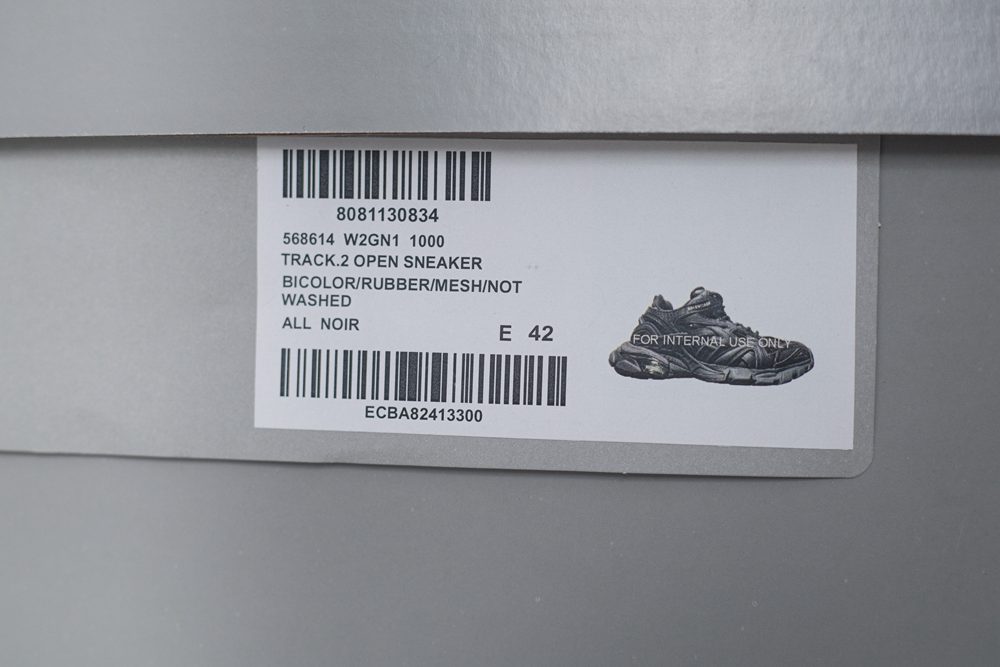 8081130834
568614 W2GN1 1000
TRACK.2 OPEN SNEAKER
BICOLOR/RUBBER/MESH/NOT
WASHED
ALL NOIR
E 42
FOR INTERNAL USE ONLY
ECBA82413300